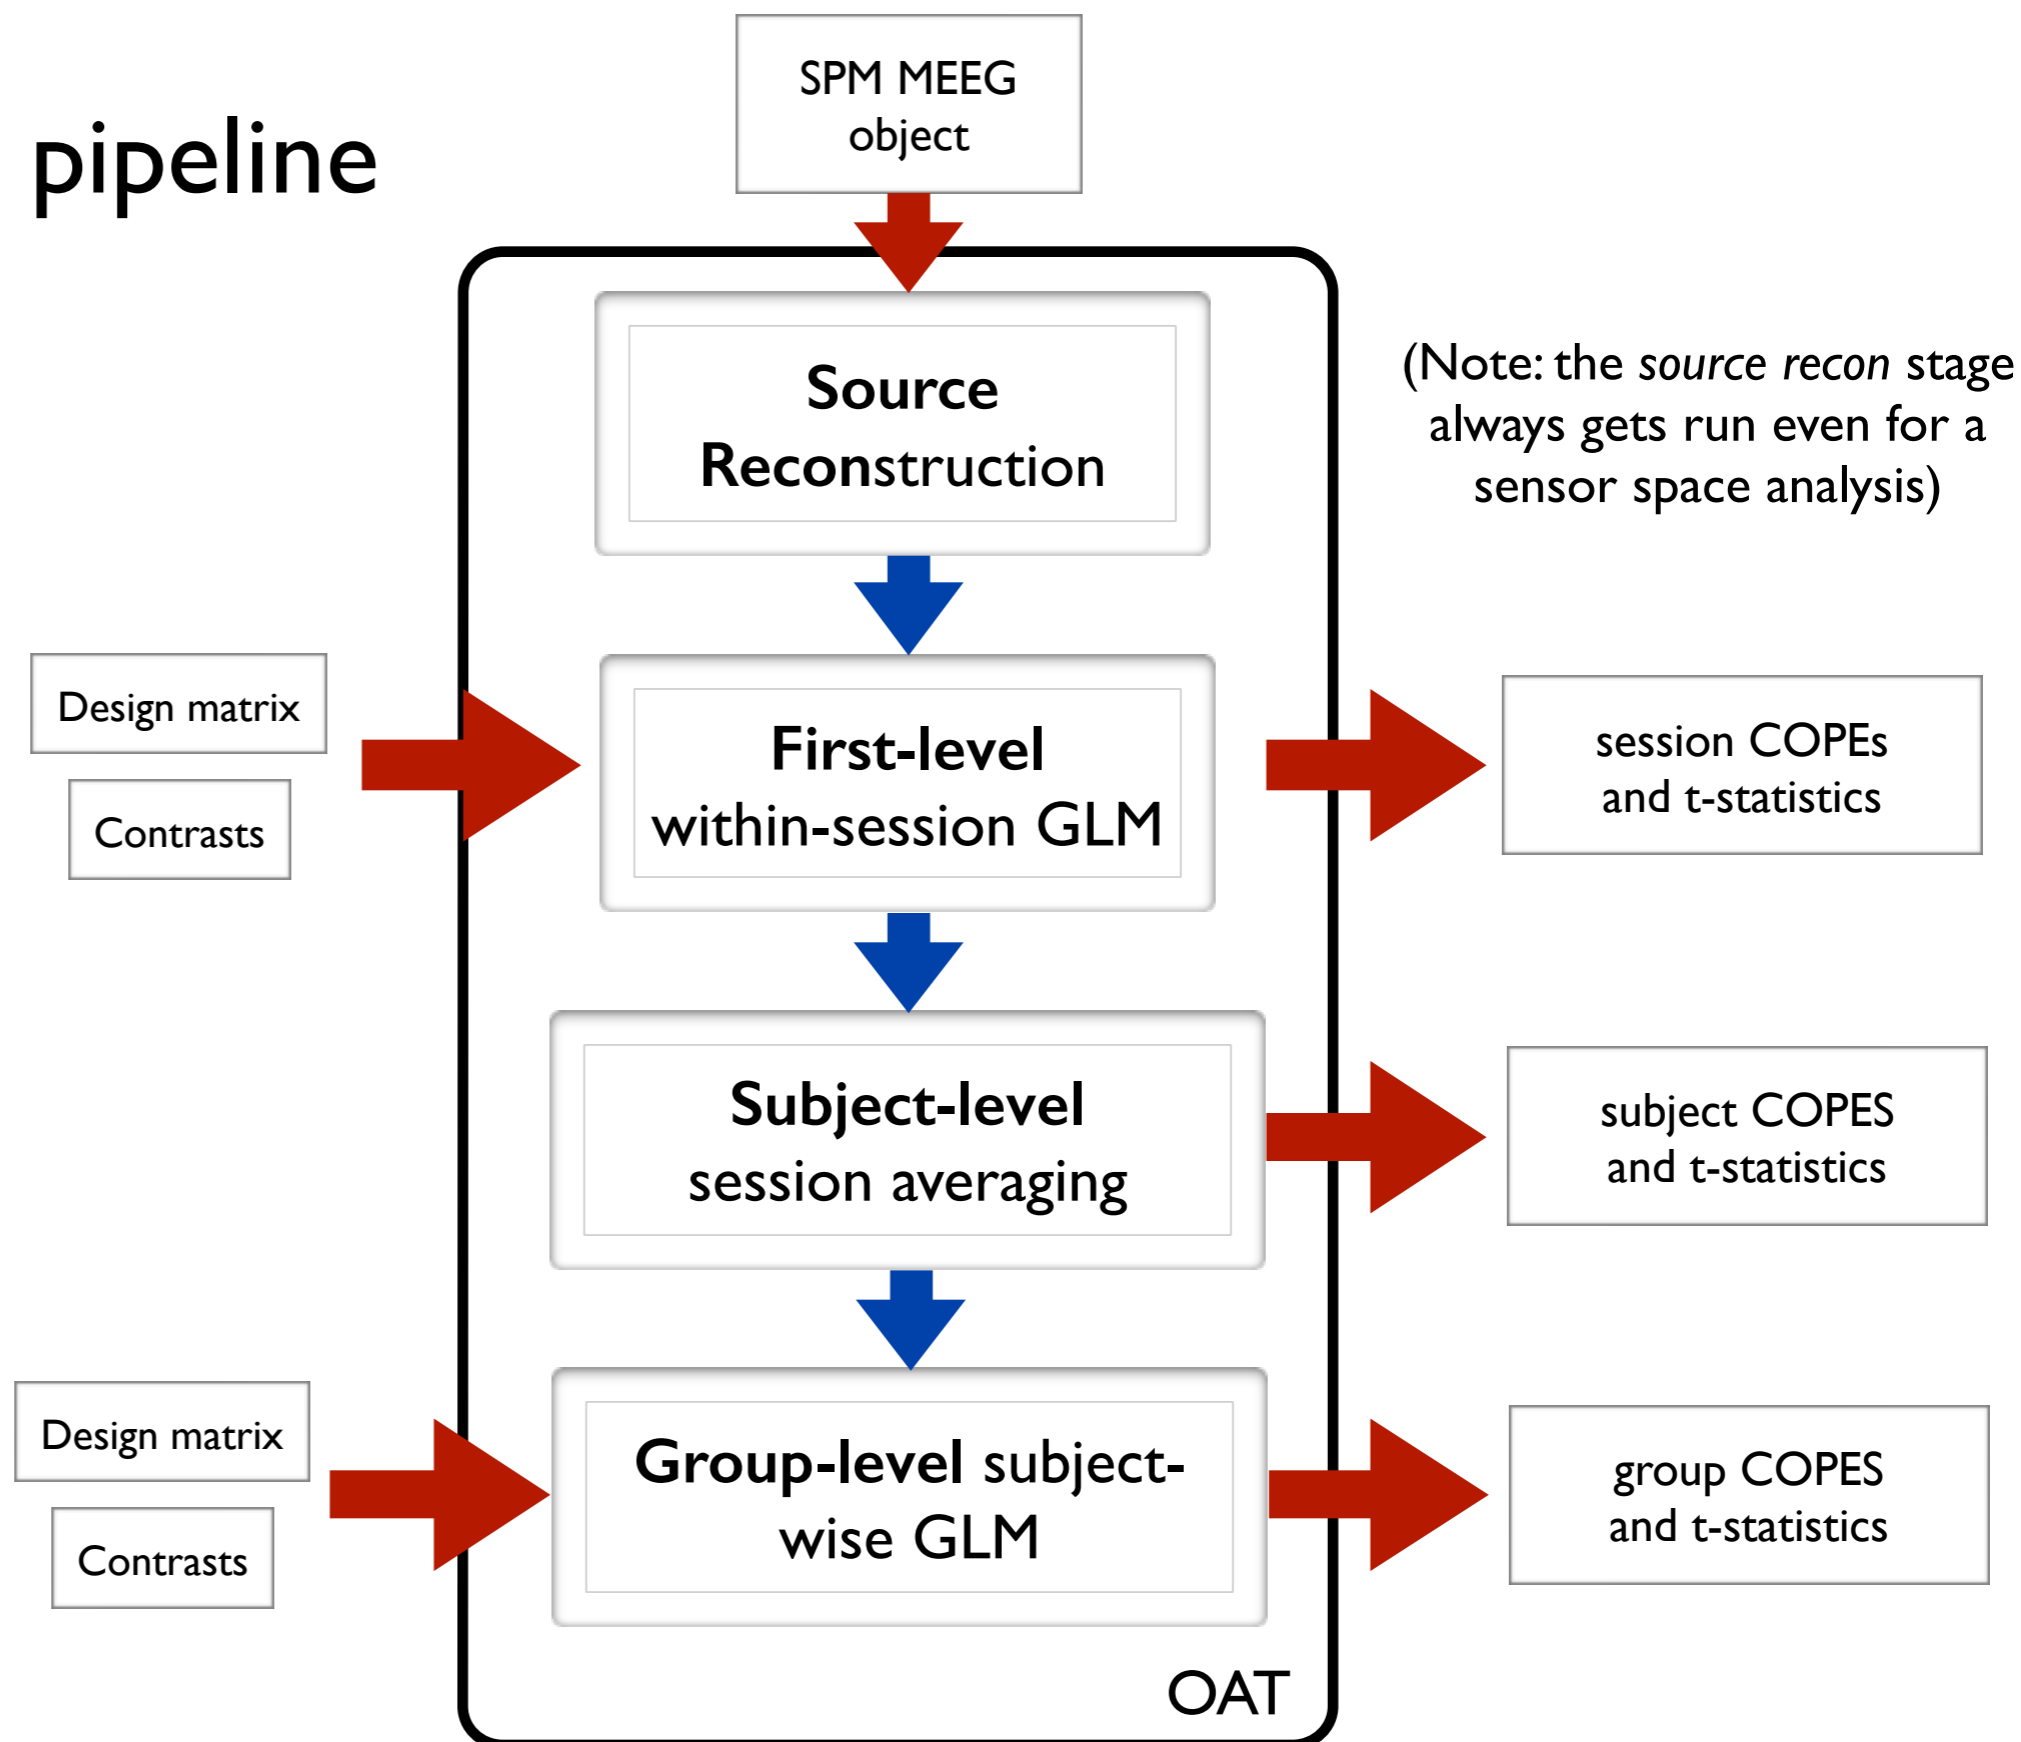 pipeline
SPM MEEG
object
Source
Reconstruction
(Note: the source recon stage
always gets run even for a
sensor space analysis)
Design matrix
Contrasts
First-level
within-session GLM
session COPEs
and t-statistics
Subject-level
session averaging
subject COPES
and t-statistics
Design matrix
Contrasts
Group-level subject-
wise GLM
group COPES
and t-statistics
OAT